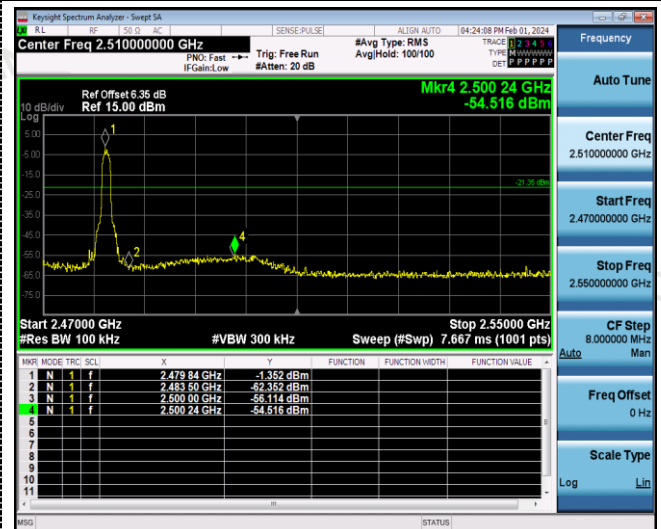 Keysight Spectrum Analyzer - Swept SA
RL RF 50 Ω AC SENSE:PULSE ALIGN AUTO 04:24:08 PM Feb 01, 2024
Center Freq 2.510000000 GHz #Avg Type: RMS TRACE 1 2 3 4 5 6 Frequency
PNO: Fast Trig: Free Run Avg|Hold: 100/100 TYPE M WWWWW
IFGain:Low #Atten: 20 dB DET P P P P P P
Auto Tune
Mkr4 2.500 24 GHz
Ref Offset 6.35 dB
10 dB/div Ref 15.00 dBm -54.516 dBm
Log
5.00
-5.00
-15.0
-25.0
-35.0
-45.0
-55.0
-65.0
-75.0
1
2
4
-21.35 dBm
Center Freq
2.510000000 GHz
Start Freq
2.470000000 GHz
Stop Freq
2.550000000 GHz
Start 2.47000 GHz Stop 2.55000 GHz
#Res BW 100 kHz #VBW 300 kHz Sweep (#Swp) 7.667 ms (1001 pts)
CF Step
8.000000 MHz
Auto Man
MKR MODE TRC SCL X Y FUNCTION FUNCTION WIDTH FUNCTION VALUE
1 N 1 f 2.479 84 GHz -1.352 dBm
2 N 1 f 2.483 50 GHz -62.352 dBm
3 N 1 f 2.500 00 GHz -56.114 dBm
4 N 1 f 2.500 24 GHz -54.516 dBm
5
6
7
8
9
10
11
Freq Offset
0 Hz
Scale Type
Log Lin
MSG STATUS